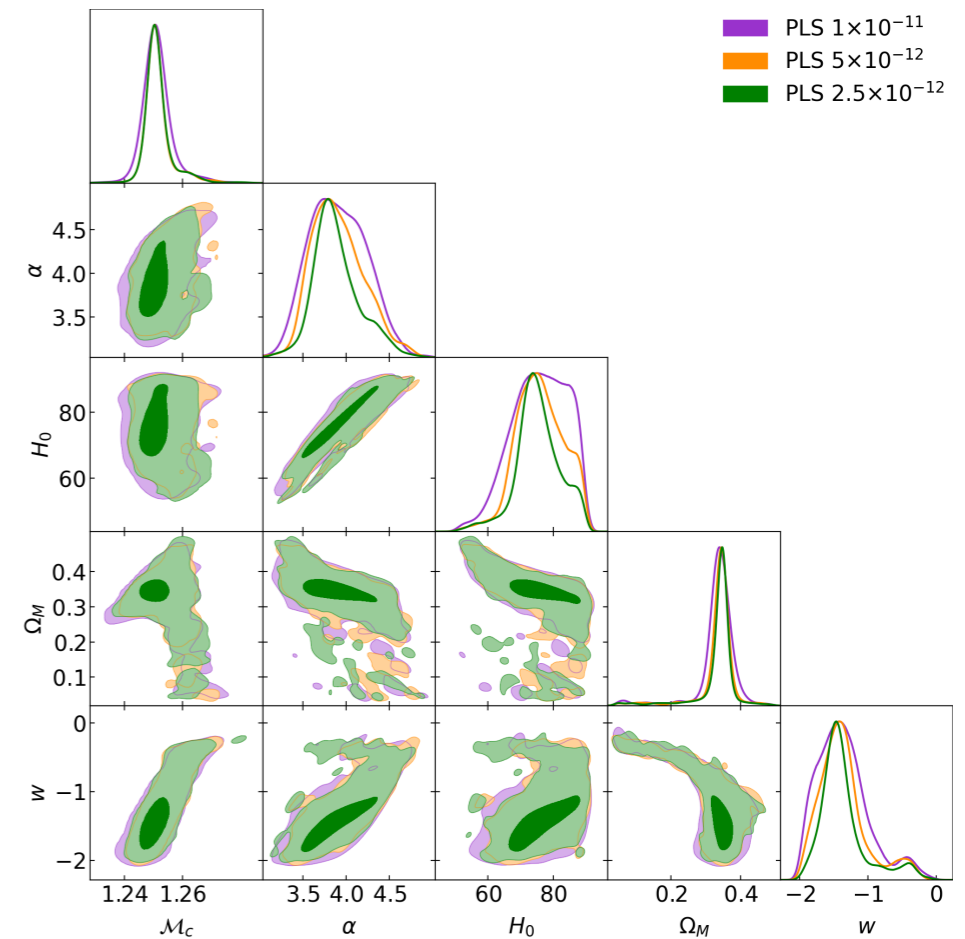 PLS 1×10⁻¹¹
PLS 5×10⁻¹²
PLS 2.5×10⁻¹²
α
4.5
4.0
3.5
H₀
80
60
Ω_M
0.4
0.3
0.2
0.1
w
0
−1
−2
1.24 1.26 3.5 4.0 4.5 60 80 0.2 0.4 −2 −1 0
ℳ_c α H₀ Ω_M w